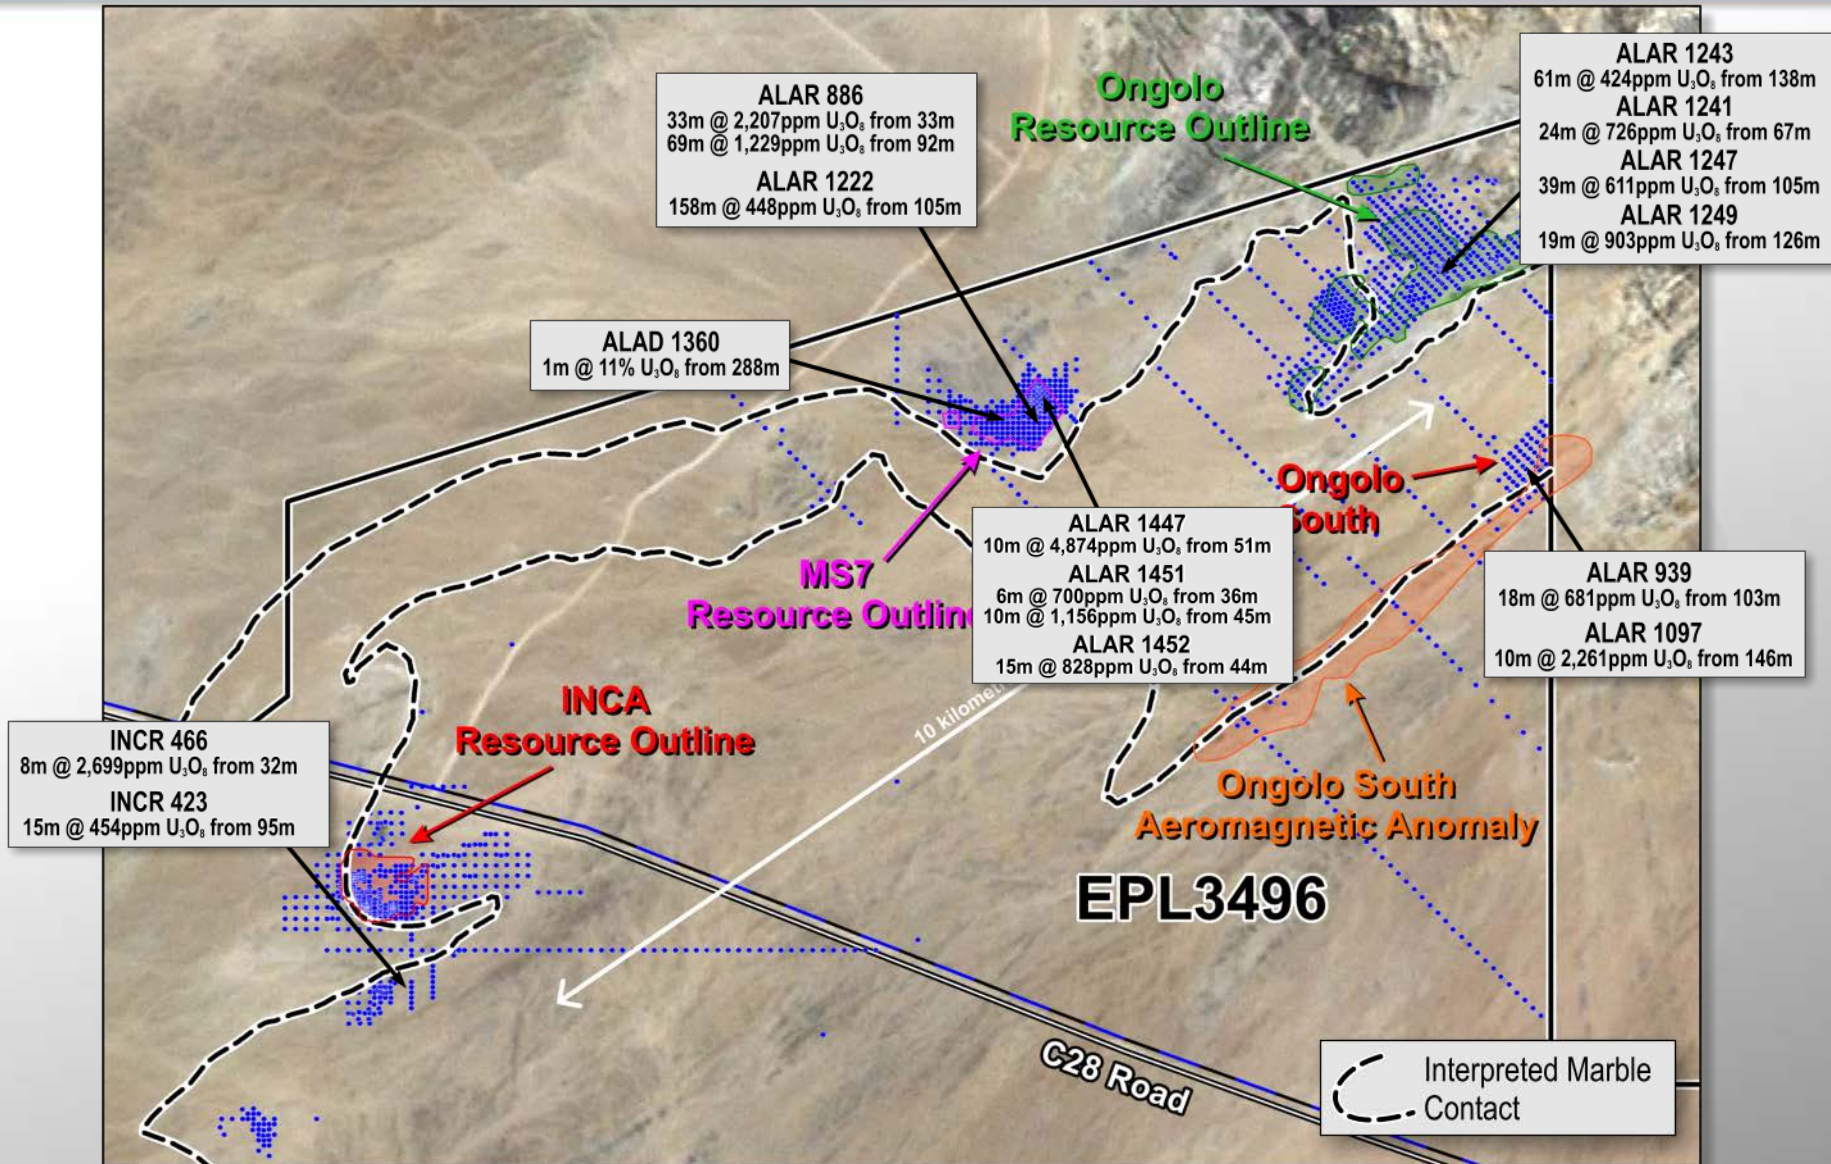 ALAR 1243
61m @ 424ppm U₃O₈ from 138m
ALAR 1241
24m @ 726ppm U₃O₈ from 67m
ALAR 1247
39m @ 611ppm U₃O₈ from 105m
ALAR 1249
19m @ 903ppm U₃O₈ from 126m
Ongolo
Resource Outline
ALAR 886
33m @ 2,207ppm U₃O₈ from 33m
69m @ 1,229ppm U₃O₈ from 92m
ALAR 1222
158m @ 448ppm U₃O₈ from 105m
ALAD 1360
1m @ 11% U₃O₈ from 288m
Ongolo
South
ALAR 1447
10m @ 4,874ppm U₃O₈ from 51m
ALAR 1451
6m @ 700ppm U₃O₈ from 36m
10m @ 1,156ppm U₃O₈ from 45m
ALAR 1452
15m @ 828ppm U₃O₈ from 44m
MS7
Resource Outline
ALAR 939
18m @ 681ppm U₃O₈ from 103m
ALAR 1097
10m @ 2,261ppm U₃O₈ from 146m
INCA
Resource Outline
10 kilomet
INCR 466
8m @ 2,699ppm U₃O₈ from 32m
INCR 423
15m @ 454ppm U₃O₈ from 95m
Ongolo South
Aeromagnetic Anomaly
EPL3496
C28 Road
Interpreted Marble
Contact